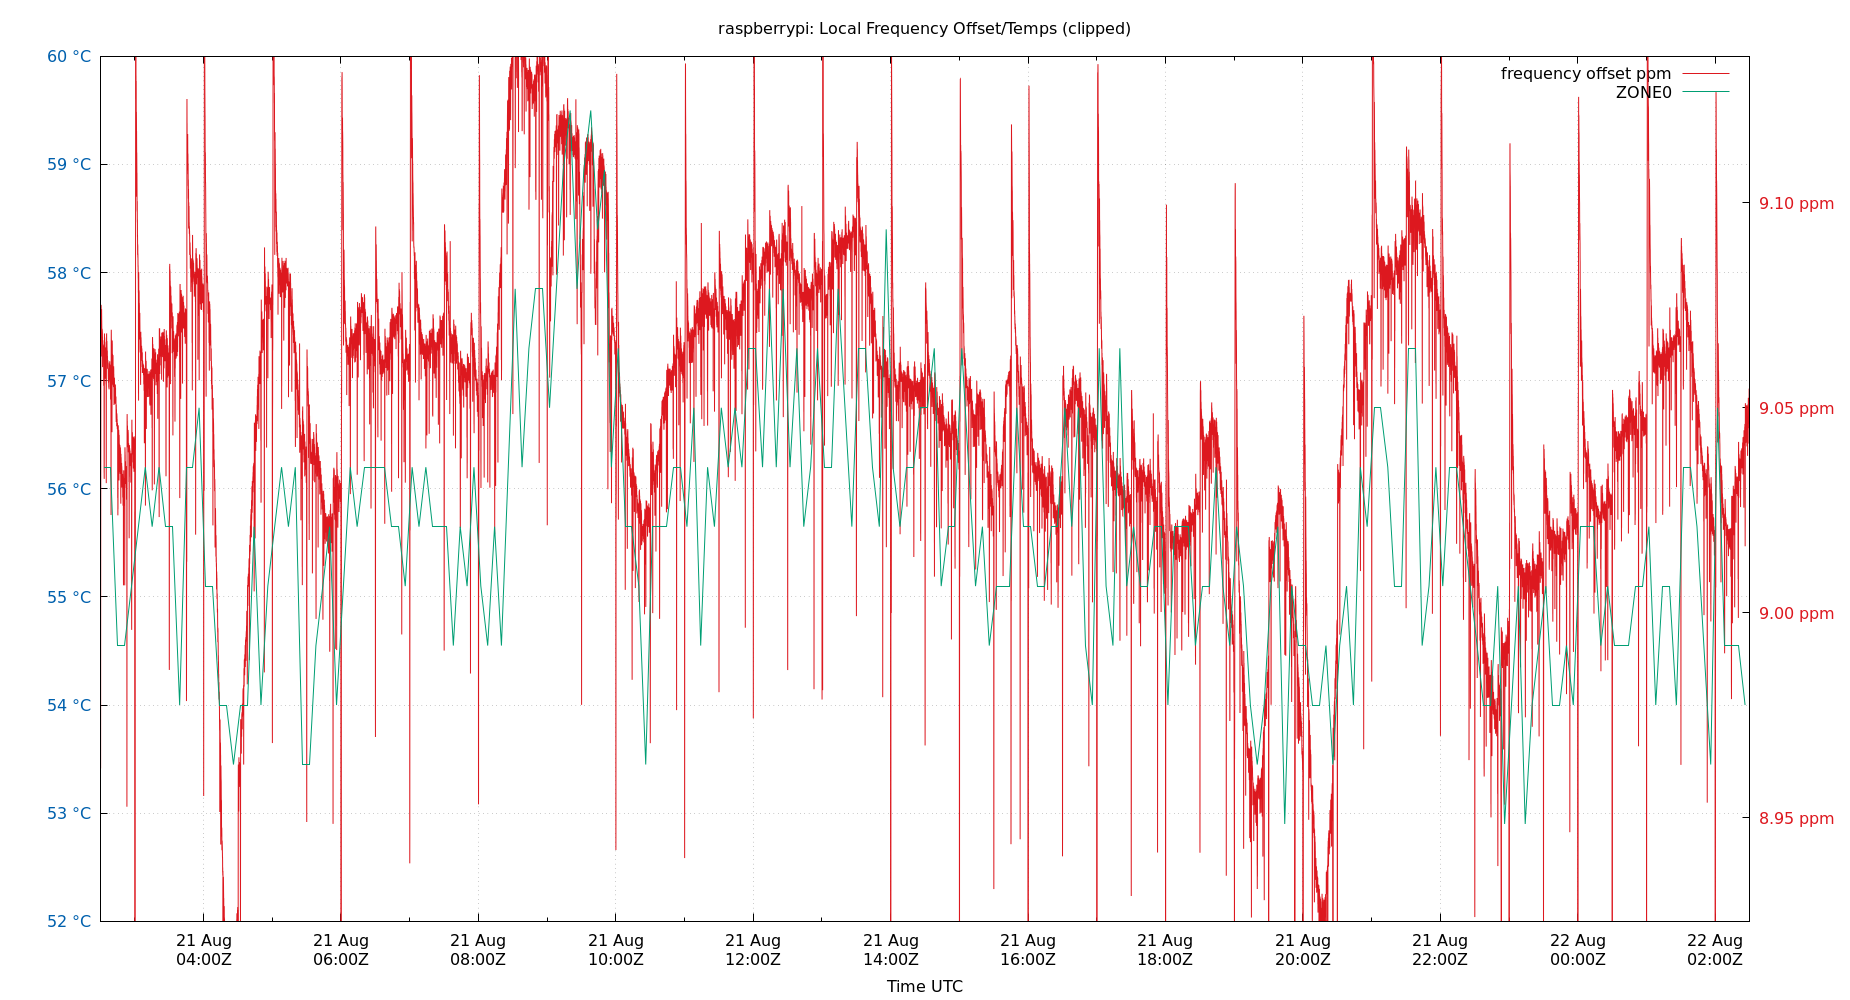 raspberrypi: Local Frequency Offset/Temps (clipped)
60 °C
59 °C
58 °C
57 °C
56 °C
55 °C
54 °C
53 °C
52 °C
frequency offset ppm
ZONE0
9.10 ppm
9.05 ppm
9.00 ppm
8.95 ppm
21 Aug
04:00Z
21 Aug
06:00Z
21 Aug
08:00Z
21 Aug
10:00Z
21 Aug
12:00Z
21 Aug
14:00Z
21 Aug
16:00Z
21 Aug
18:00Z
21 Aug
20:00Z
21 Aug
22:00Z
22 Aug
00:00Z
22 Aug
02:00Z
Time UTC